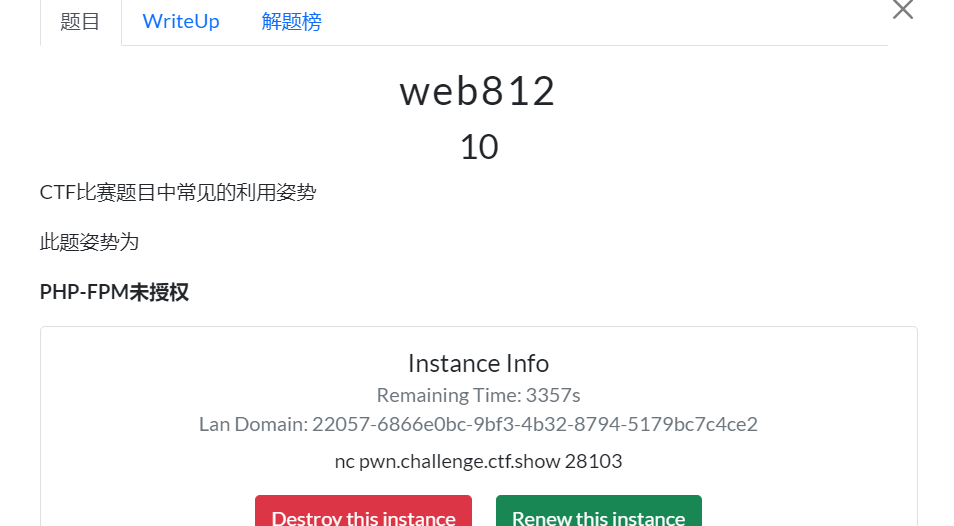 题目 WriteUp 解题榜
web812
10
CTF比赛题目中常见的利用姿势
此题姿势为
PHP-FPM未授权
Instance Info
Remaining Time: 3357s
Lan Domain: 22057-6866e0bc-9bf3-4b32-8794-5179bc7c4ce2
nc pwn.challenge.ctf.show 28103
Destroy this instance Renew this instance